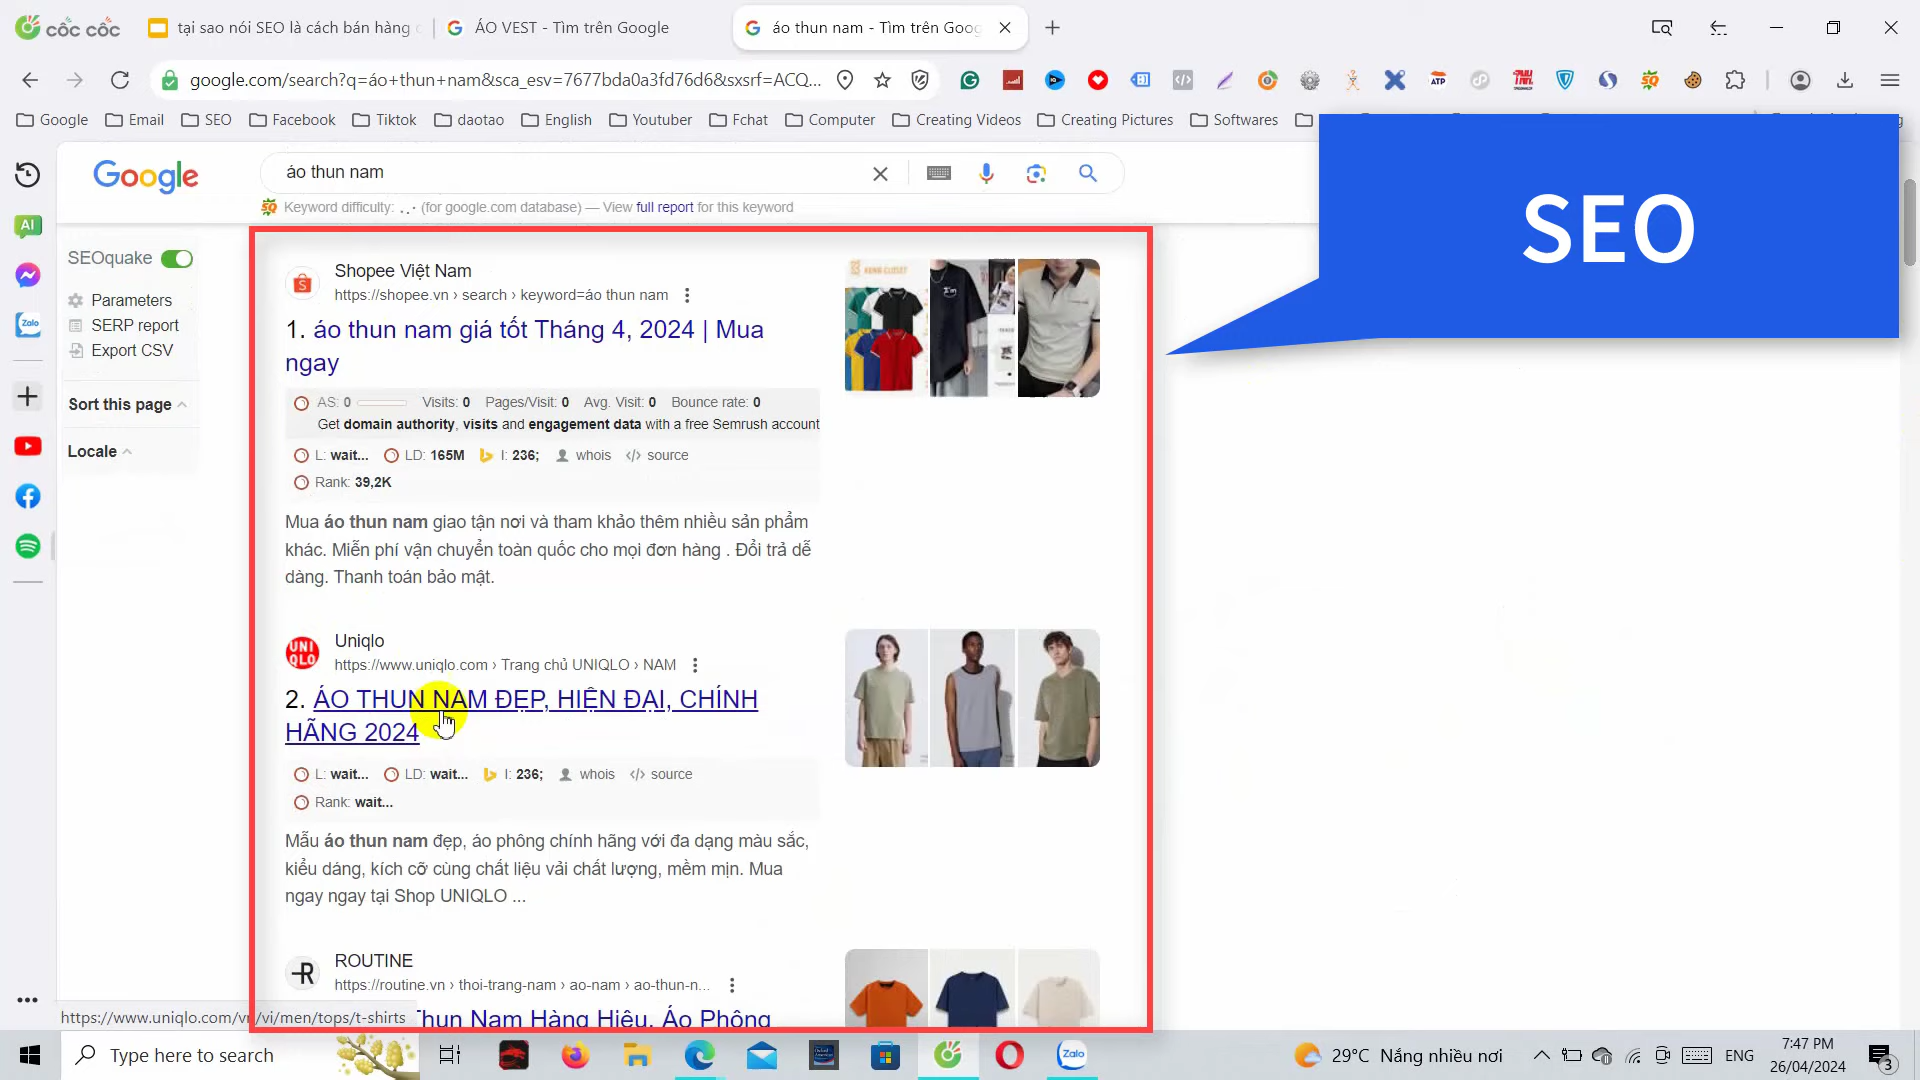 cốc cốc
tại sao nói SEO là cách bán hàng
ÁO VEST - Tìm trên Google
áo thun nam - Tìm trên Goog
google.com/search?q=áo+thun+nam&sca_esv=7677bda0a3fd76d6&sxsrf=ACQ...
Google
Email
SEO
Facebook
Tiktok
daotao
English
Youtuber
Fchat
Computer
Creating Videos
Creating Pictures
Softwares
Google
áo thun nam
Keyword difficulty: ... (for google.com database) — View full report for this keyword
SEO
SEOquake
Parameters
SERP report
Export CSV
Sort this page
Locale
AI
Zalo
Shopee Việt Nam
https://shopee.vn › search › keyword=áo thun nam
1. áo thun nam giá tốt Tháng 4, 2024 | Mua
ngay
AS: 0 Visits: 0 Pages/Visit: 0 Avg. Visit: 0 Bounce rate: 0
Get domain authority, visits and engagement data with a free Semrush account
L: wait... LD: 165M I: 236; whois </> source
Rank: 39,2K
Mua áo thun nam giao tận nơi và tham khảo thêm nhiều sản phẩm
khác. Miễn phí vận chuyển toàn quốc cho mọi đơn hàng . Đổi trả dễ
dàng. Thanh toán bảo mật.
UNI
QLO
Uniqlo
https://www.uniqlo.com › Trang chủ UNIQLO › NAM
2. ÁO THUN NAM ĐẸP, HIỆN ĐẠI, CHÍNH
HÃNG 2024
L: wait... LD: wait... I: 236; whois </> source
Rank: wait...
Mẫu áo thun nam đẹp, áo phông chính hãng với đa dạng màu sắc,
kiểu dáng, kích cỡ cùng chất liệu vải chất lượng, mềm mịn. Mua
ngay ngay tại Shop UNIQLO ...
ROUTINE
https://routine.vn › thoi-trang-nam › ao-nam › ao-thun-n...
Thun Nam Hàng Hiệu, Áo Phông
https://www.uniqlo.com/vn/vi/men/tops/t-shirts
Type here to search
Zalo
29°C Nắng nhiều nơi
ENG
7:47 PM
26/04/2024
3